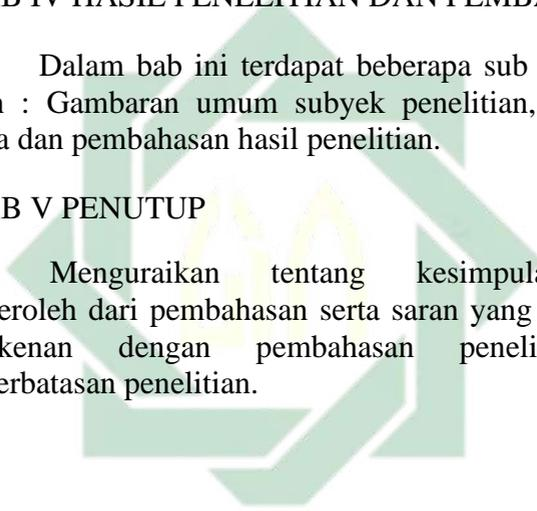 B IV HASIL PENELITIAN DAN PEMBA
Dalam bab ini terdapat beberapa sub
: Gambaran umum subyek penelitian,
a dan pembahasan hasil penelitian.
B V PENUTUP
Menguraikan tentang kesimpula
eroleh dari pembahasan serta saran yang
kenan dengan pembahasan peneli
erbatasan penelitian.